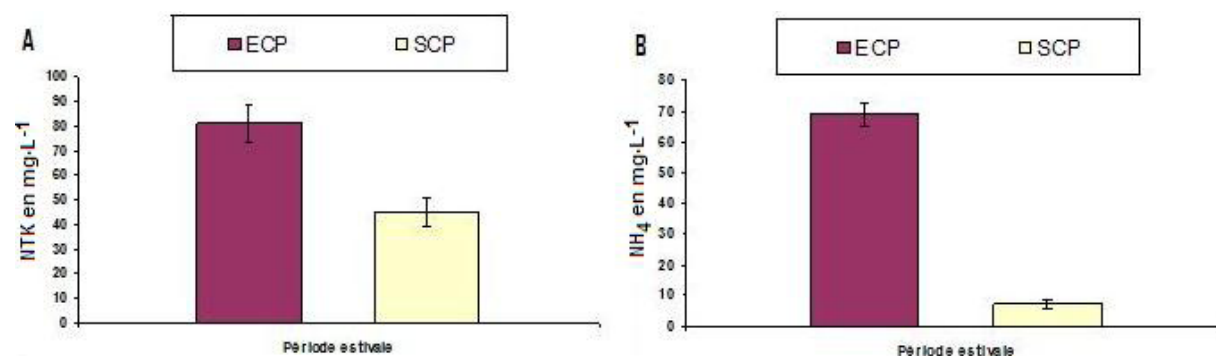 A
ECP SCP
NTK en mg·L-1
100
90
80
70
60
50
40
30
20
10
0
Période estivale
B
ECP SCP
NH4 en mg·L-1
80
70
60
50
40
30
20
10
0
Période estivale